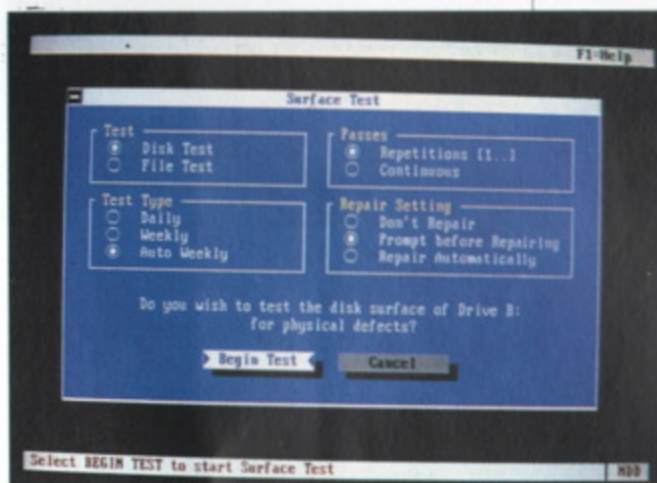 F1=Help
Surface Test
Test
Disk Test
File Test
Passes
Repetitions [1..]
Continuous
Test Type
Daily
Weekly
Auto Weekly
Repair Setting
Don't Repair
Prompt before Repairing
Repair Automatically
Do you wish to test the disk surface of Drive B:
for physical defects?
Begin Test
Cancel
Select BEGIN TEST to start Surface Test
NDD